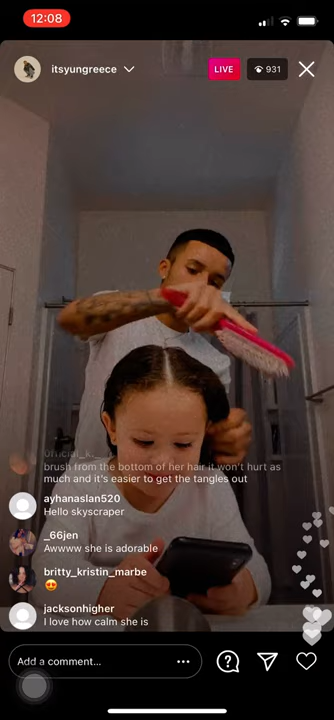 12:08
itsyungreece
LIVE
931
brush from the bottom of her hair it won't hurt as
much and it's easier to get the tangles out
ayhanaslan520
Hello skyscraper
_66jen
Awwww she is adorable
britty_kristin_marbe
😍
jacksonhigher
I love how calm she is
Add a comment...